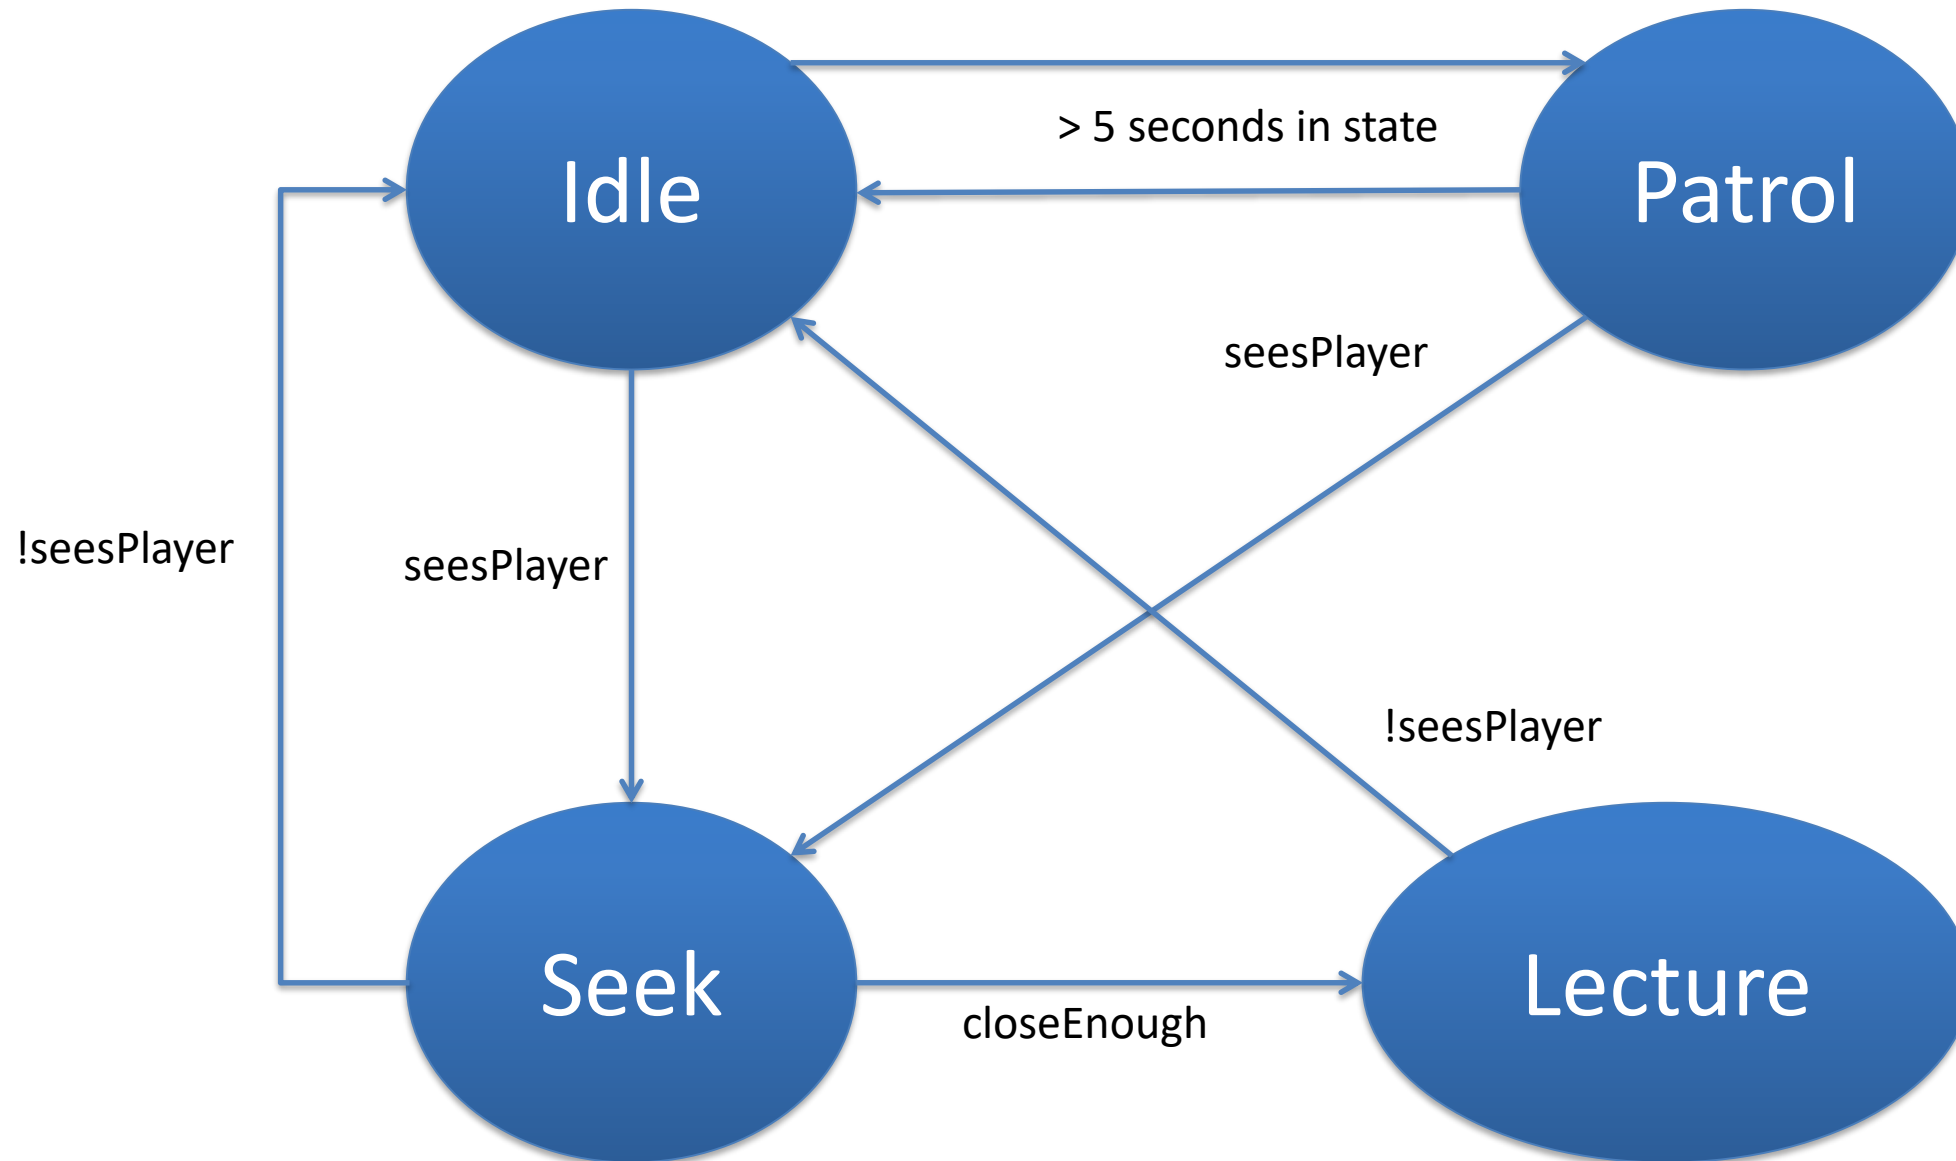 > 5 seconds in state
Idle
Patrol
seesPlayer
!seesPlayer
seesPlayer
!seesPlayer
Seek
Lecture
closeEnough